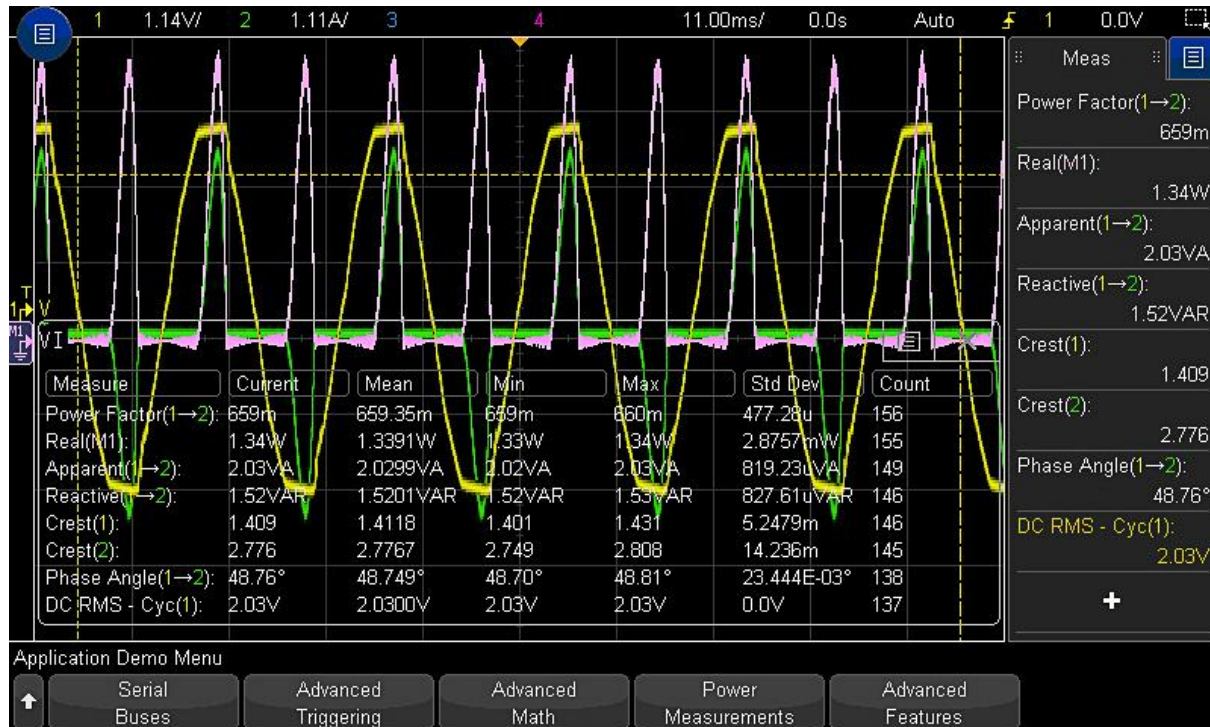 1 1.14V/ 2 1.11A/ 3 4 11.00ms/ 0.0s Auto 1 0.0V
Meas
Power Factor(1→2):
659m
Real(M1):
1.34W
Apparent(1→2):
2.03VA
Reactive(1→2):
1.52VAR
Crest(1):
1.409
Crest(2):
2.776
Phase Angle(1→2):
48.76°
DC RMS - Cyc(1):
2.03V
+
T
1 V
M1 VI
Measure Current Mean Min Max Std Dev Count
Power Factor(1→2): 659m 659.35m 659m 660m 477.28u 156
Real(M1): 1.34W 1.3391W 1.33W 1.34W 2.8757mW 155
Apparent(1→2): 2.03VA 2.0299VA 2.02VA 2.03VA 819.23uVA 149
Reactive(1→2): 1.52VAR 1.5201VAR 1.52VAR 1.53VAR 827.61uVAR 146
Crest(1): 1.409 1.4118 1.401 1.431 5.2479m 146
Crest(2): 2.776 2.7767 2.749 2.808 14.236m 145
Phase Angle(1→2): 48.76° 48.749° 48.70° 48.81° 23.444E-03° 138
DC RMS - Cyc(1): 2.03V 2.0300V 2.03V 2.03V 0.0V 137
Application Demo Menu
Serial
Buses
Advanced
Triggering
Advanced
Math
Power
Measurements
Advanced
Features